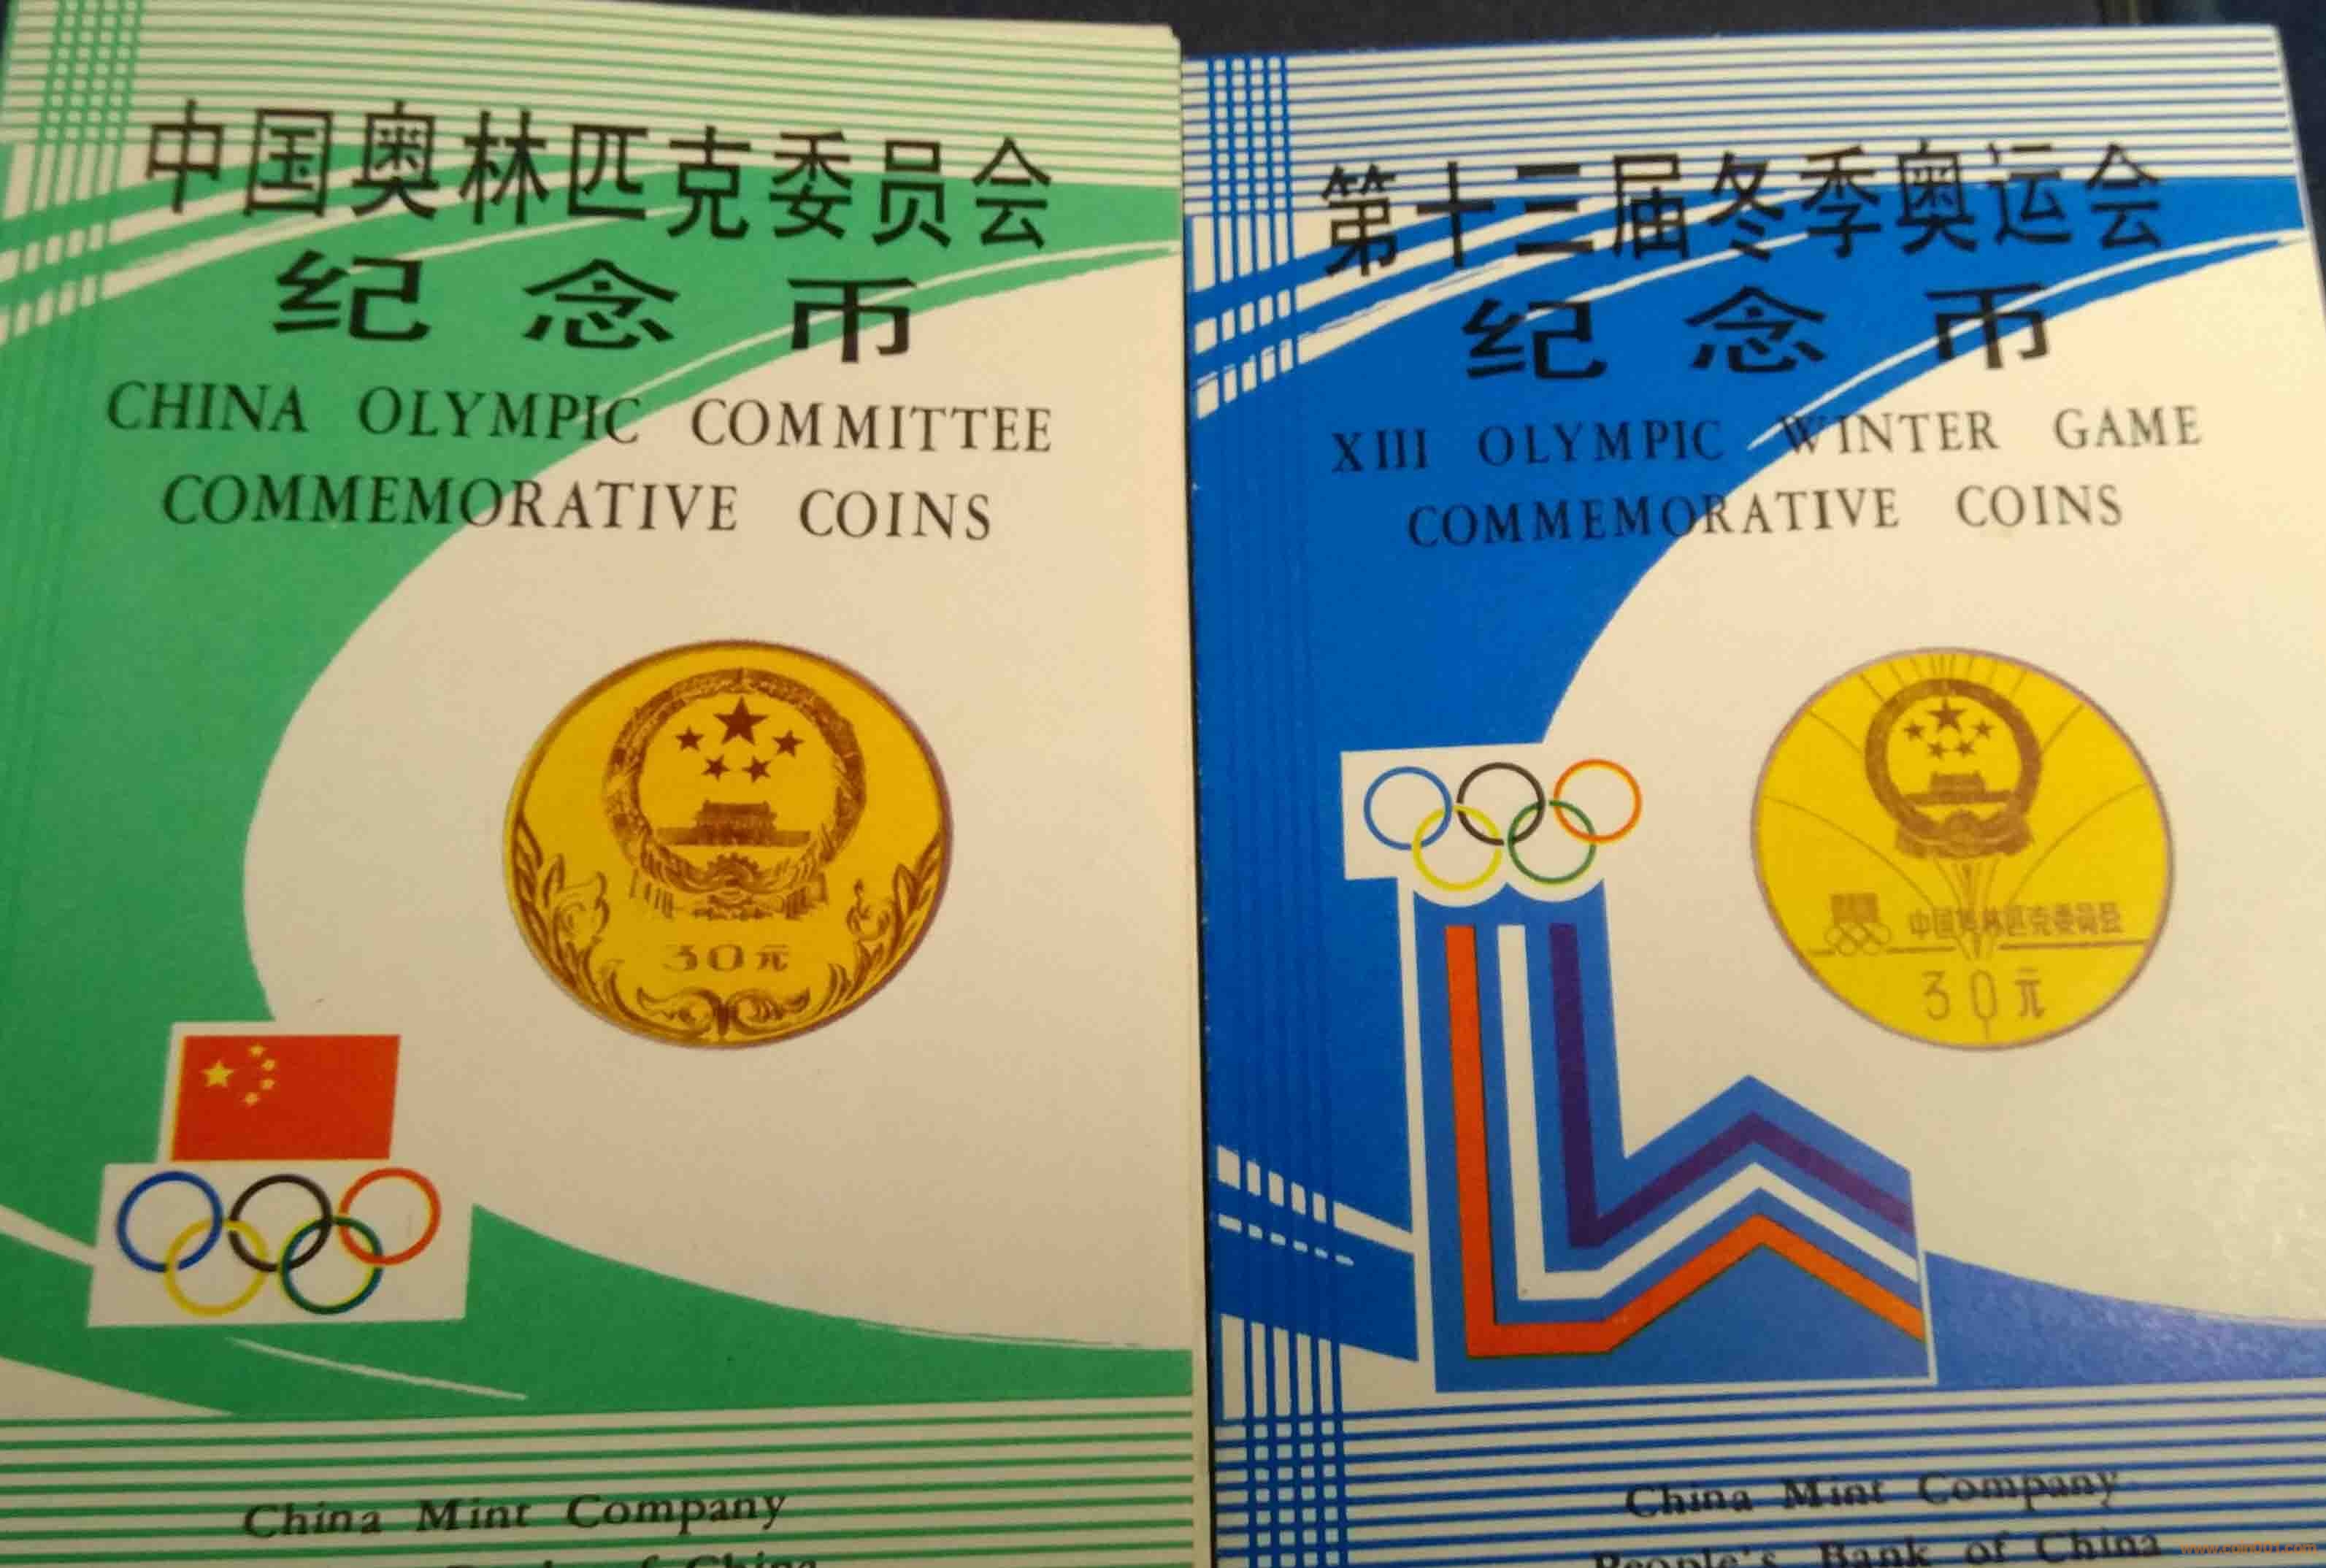 中国奥林匹克委员会
纪念币
CHINA OLYMPIC COMMITTEE
COMMEMORATIVE COINS
30元
China Mint Company
of China
第十三届冬季奥运会
纪念币
XIII OLYMPIC WINTER GAME
COMMEMORATIVE COINS
中国奥林匹克委员会
30元
China Mint Company
People's Bank of China